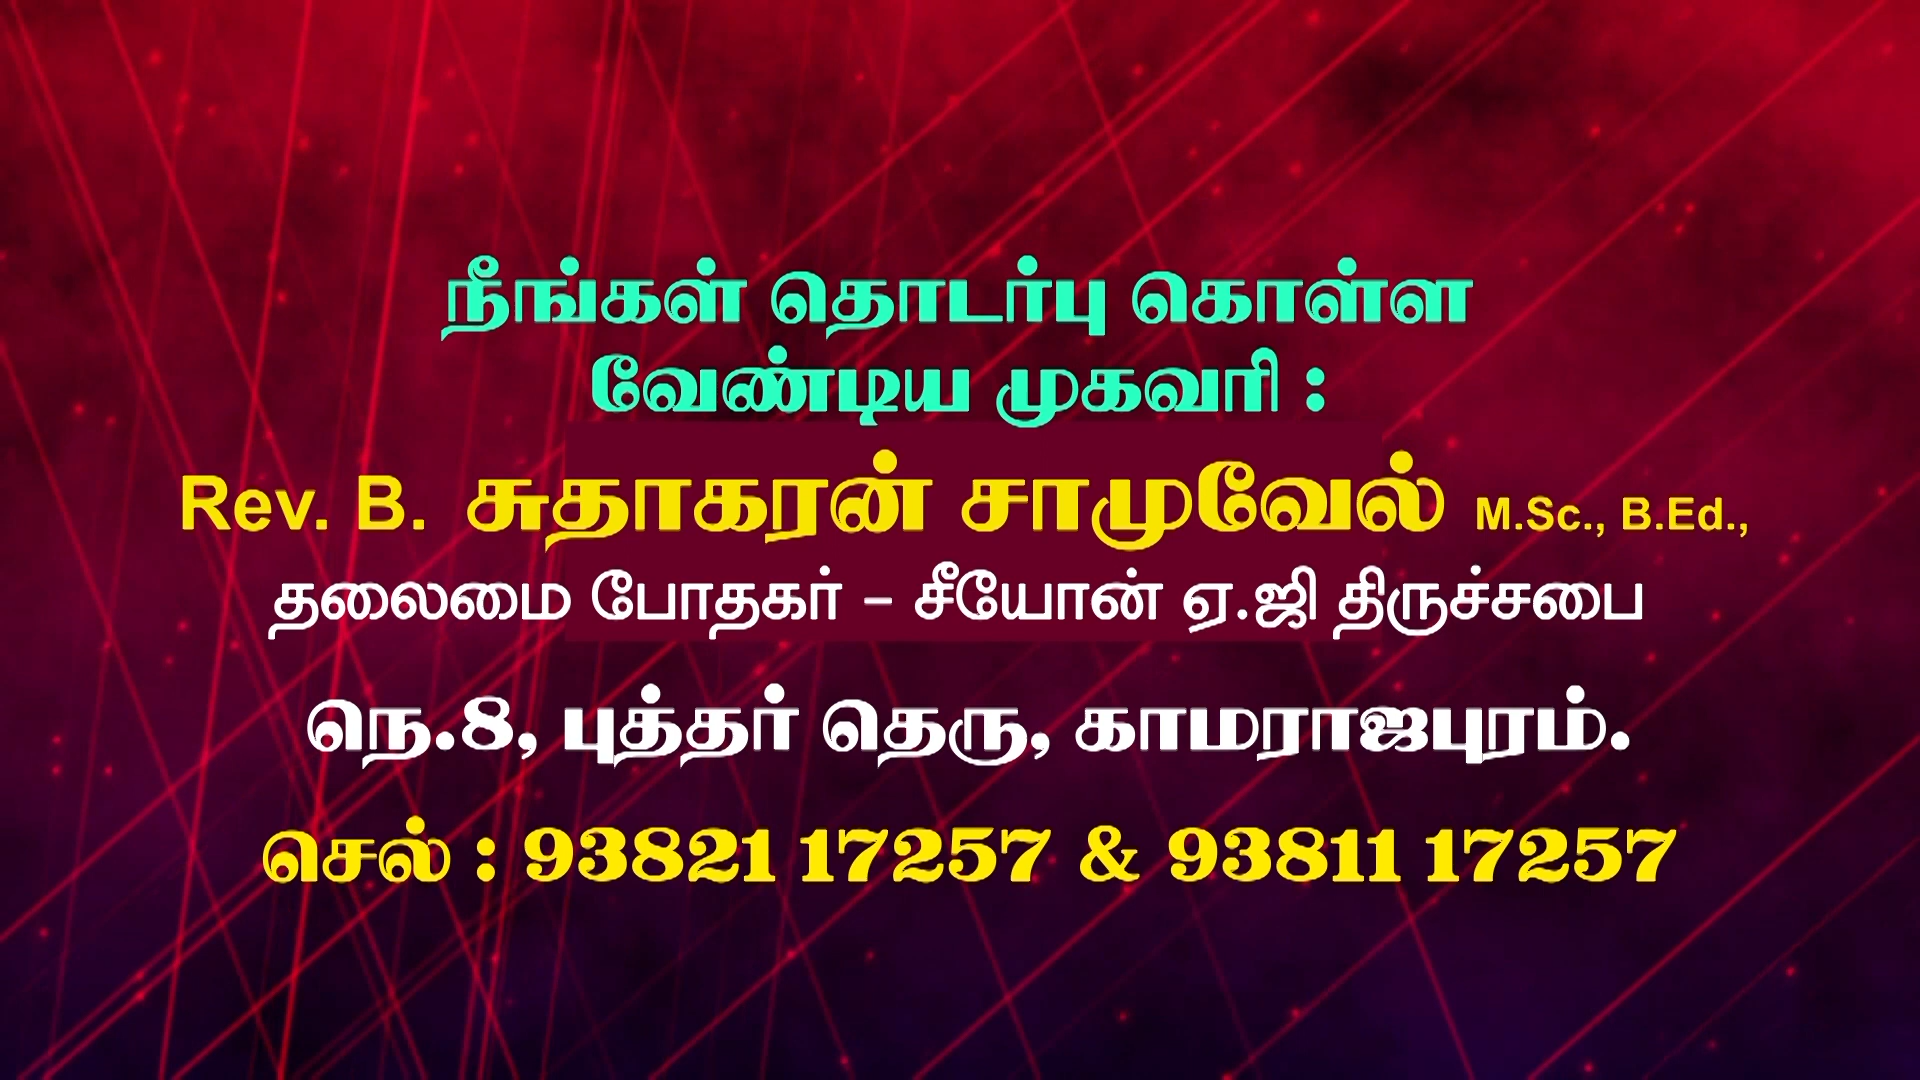 நீங்கள் தொடர்பு கொள்ள
வேண்டிய முகவரி :
Rev. B. சுதாகரன் சாமுவேல் M.Sc., B.Ed.,
தலைமை போதகர் – சீயோன் ஏ.ஜி திருச்சபை
நெ.8, புத்தர் தெரு, காமராஜபுரம்.
செல் : 93821 17257 & 93811 17257